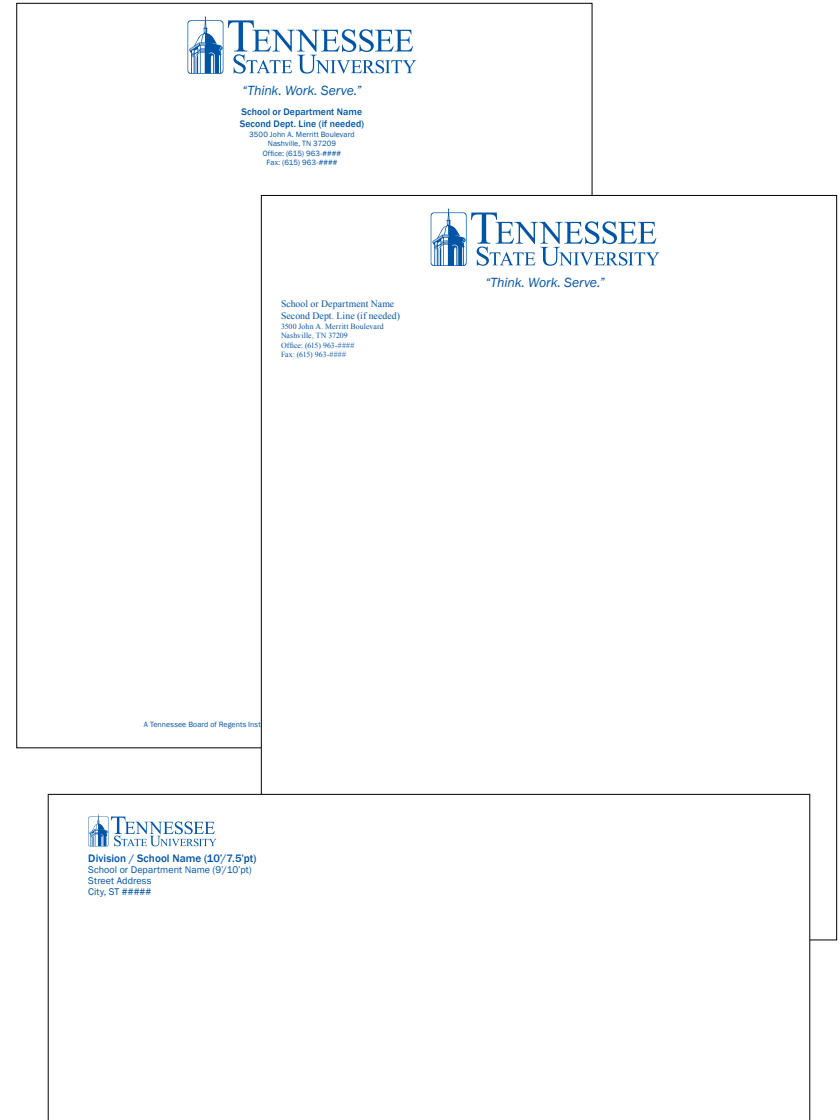 TENNESSEE
STATE UNIVERSITY
“Think. Work. Serve.”
School or Department Name
Second Dept. Line (if needed)
3500 John A. Merritt Boulevard
Nashville, TN 37209
Office: (615) 963-####
Fax: (615) 963-####
A Tennessee Board of Regents Inst
TENNESSEE
STATE UNIVERSITY
“Think. Work. Serve.”
School or Department Name
Second Dept. Line (if needed)
3500 John A. Merritt Boulevard
Nashville, TN 37209
Office: (615) 963-####
Fax: (615) 963-####
TENNESSEE
STATE UNIVERSITY
Division / School Name (10'/7.5'pt)
School or Department Name (9'/10'pt)
Street Address
City, ST #####